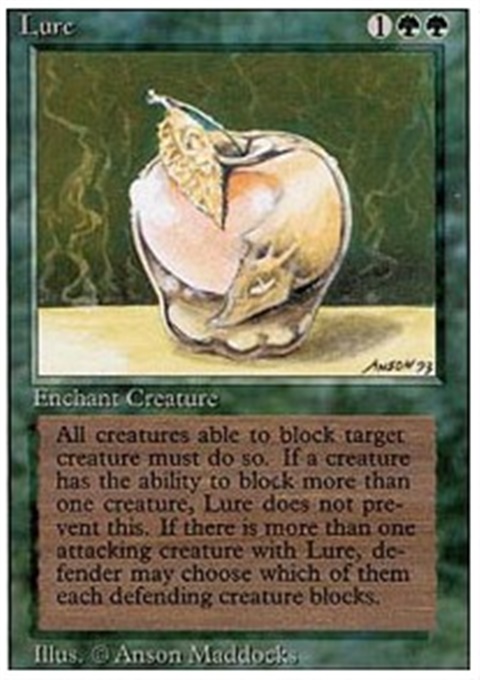 Lure 1
ANSON 93
Enchant Creature
All creatures able to block target
creature must do so. If a creature
has the ability to block more than
one creature, Lure does not pre-
vent this. If there is more than one
attacking creature with Lure, de-
fender may choose which of them
each defending creature blocks.
Illus. © Anson Maddocks